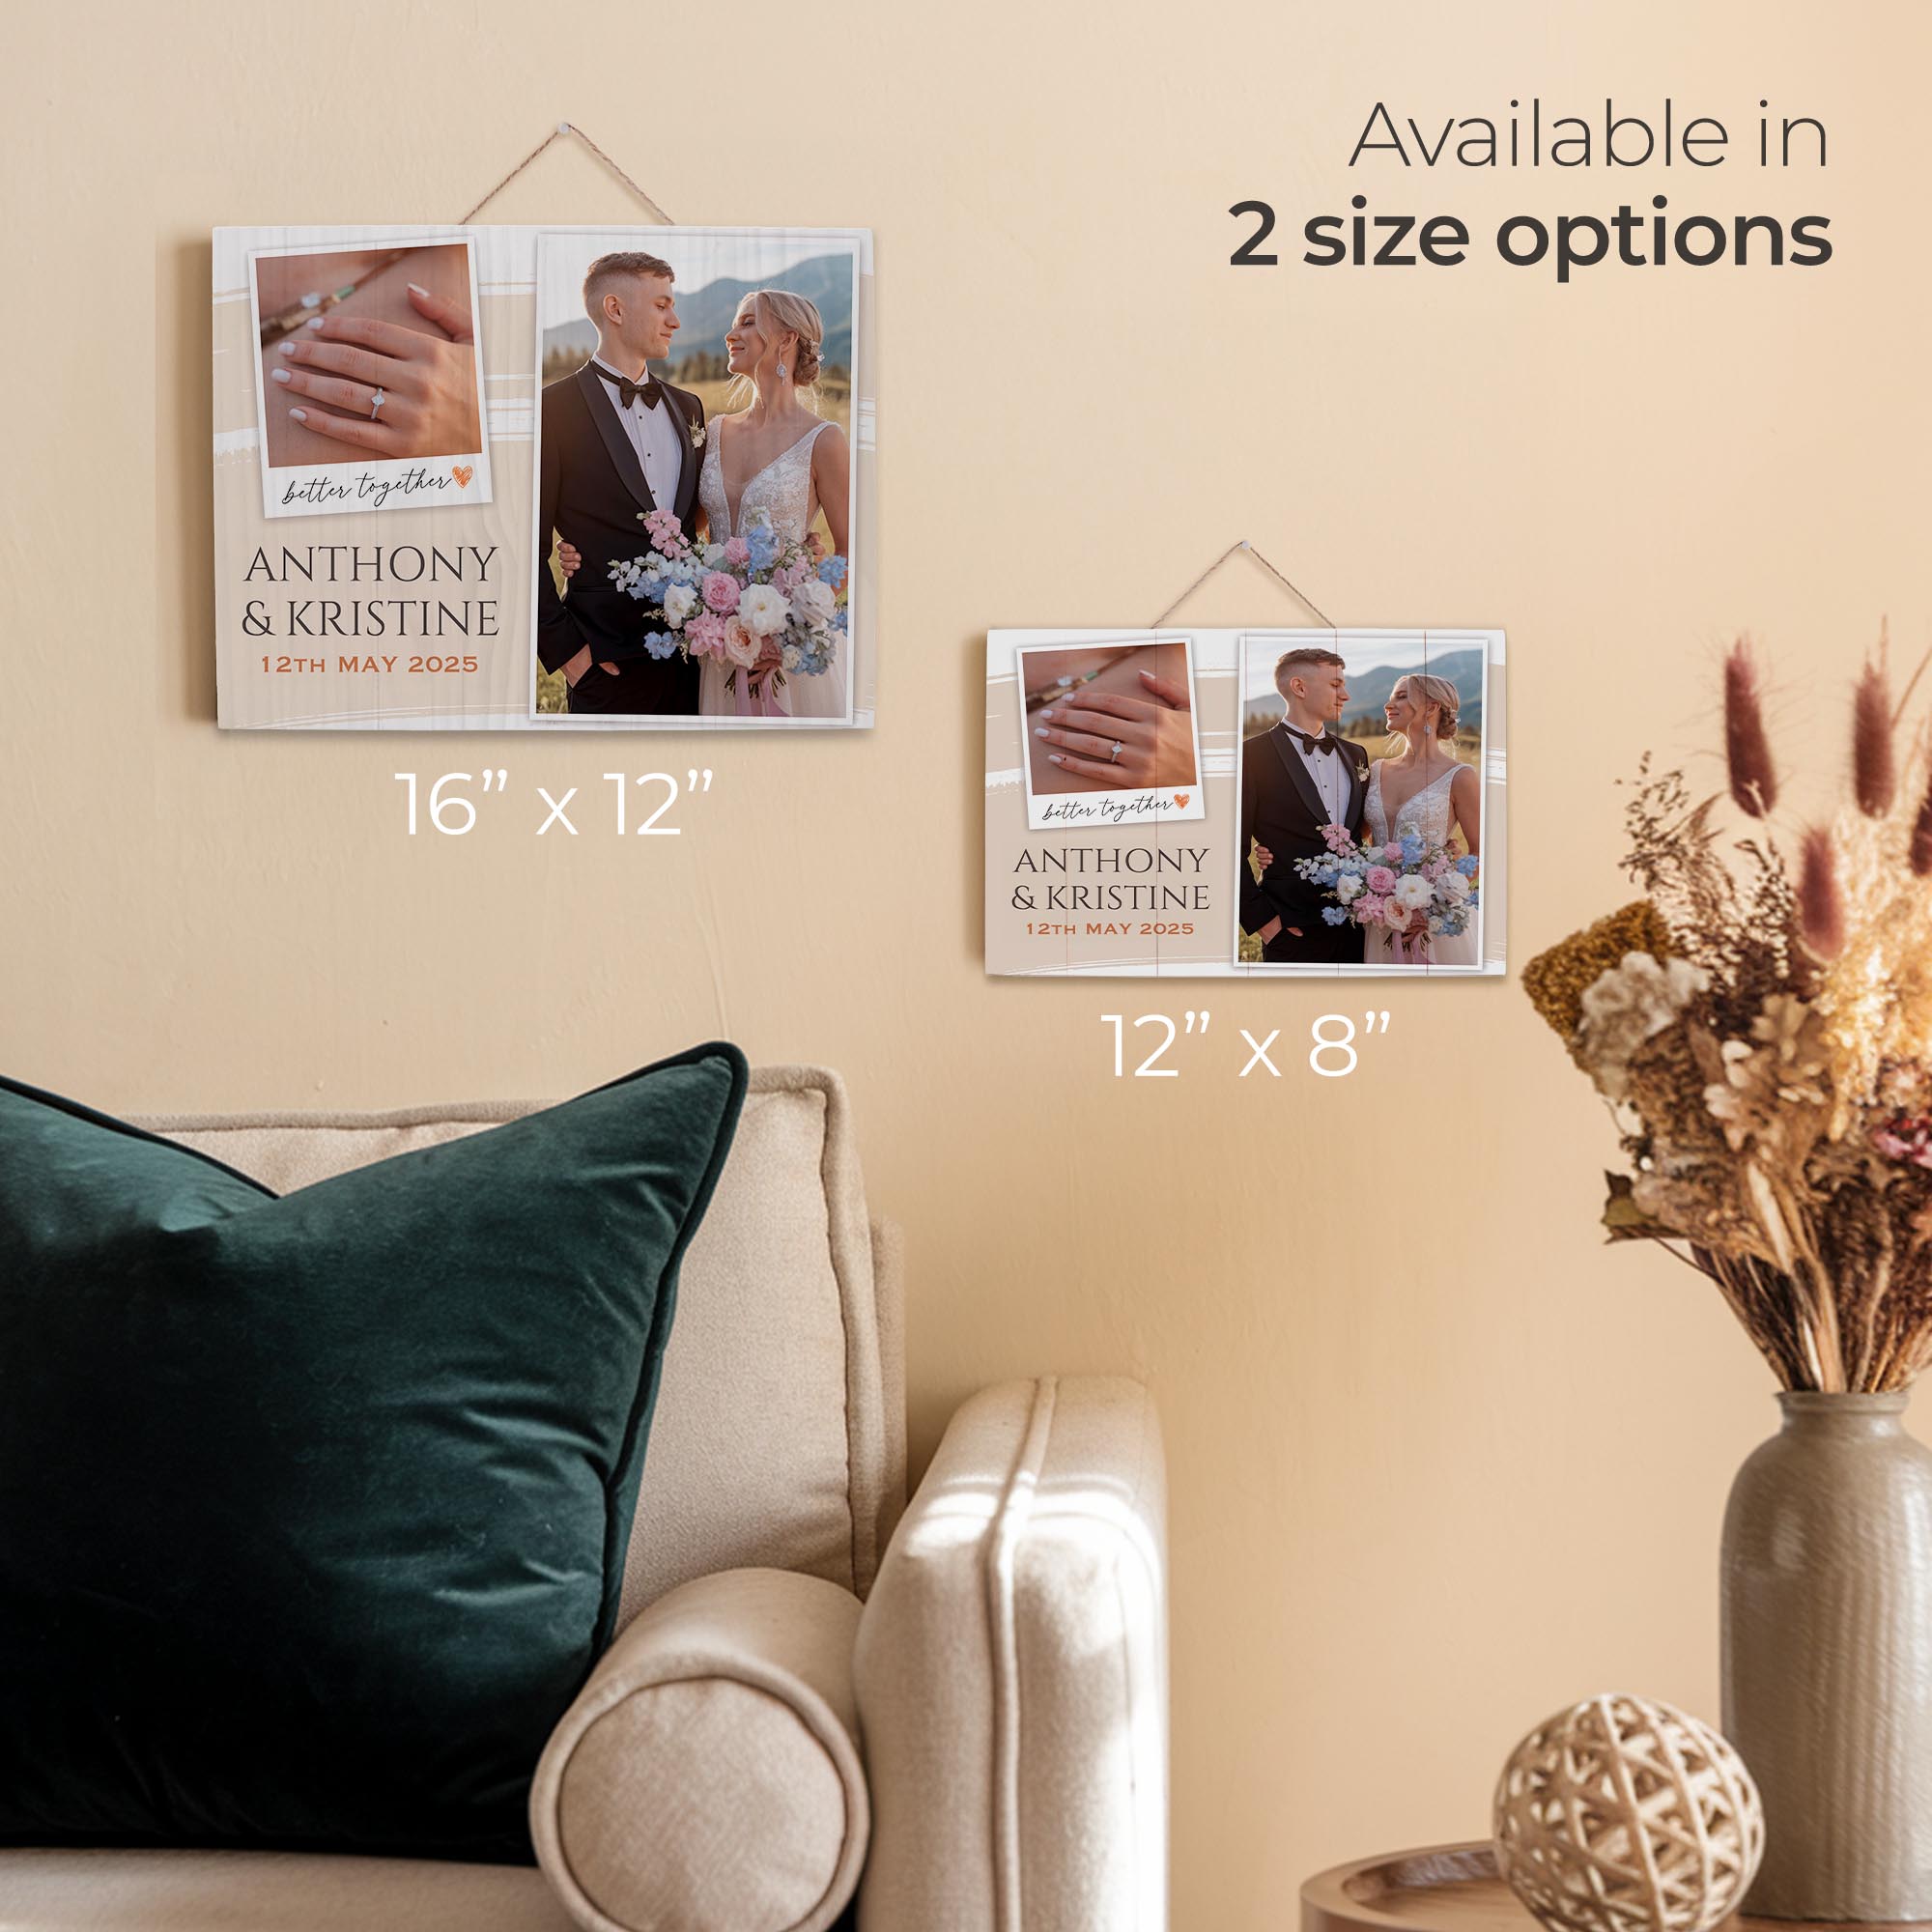 Available in
2 size options
better together
ANTHONY
& KRISTINE
12TH MAY 2025
16” x 12”
better together
ANTHONY
& KRISTINE
12TH MAY 2025
12” x 8”